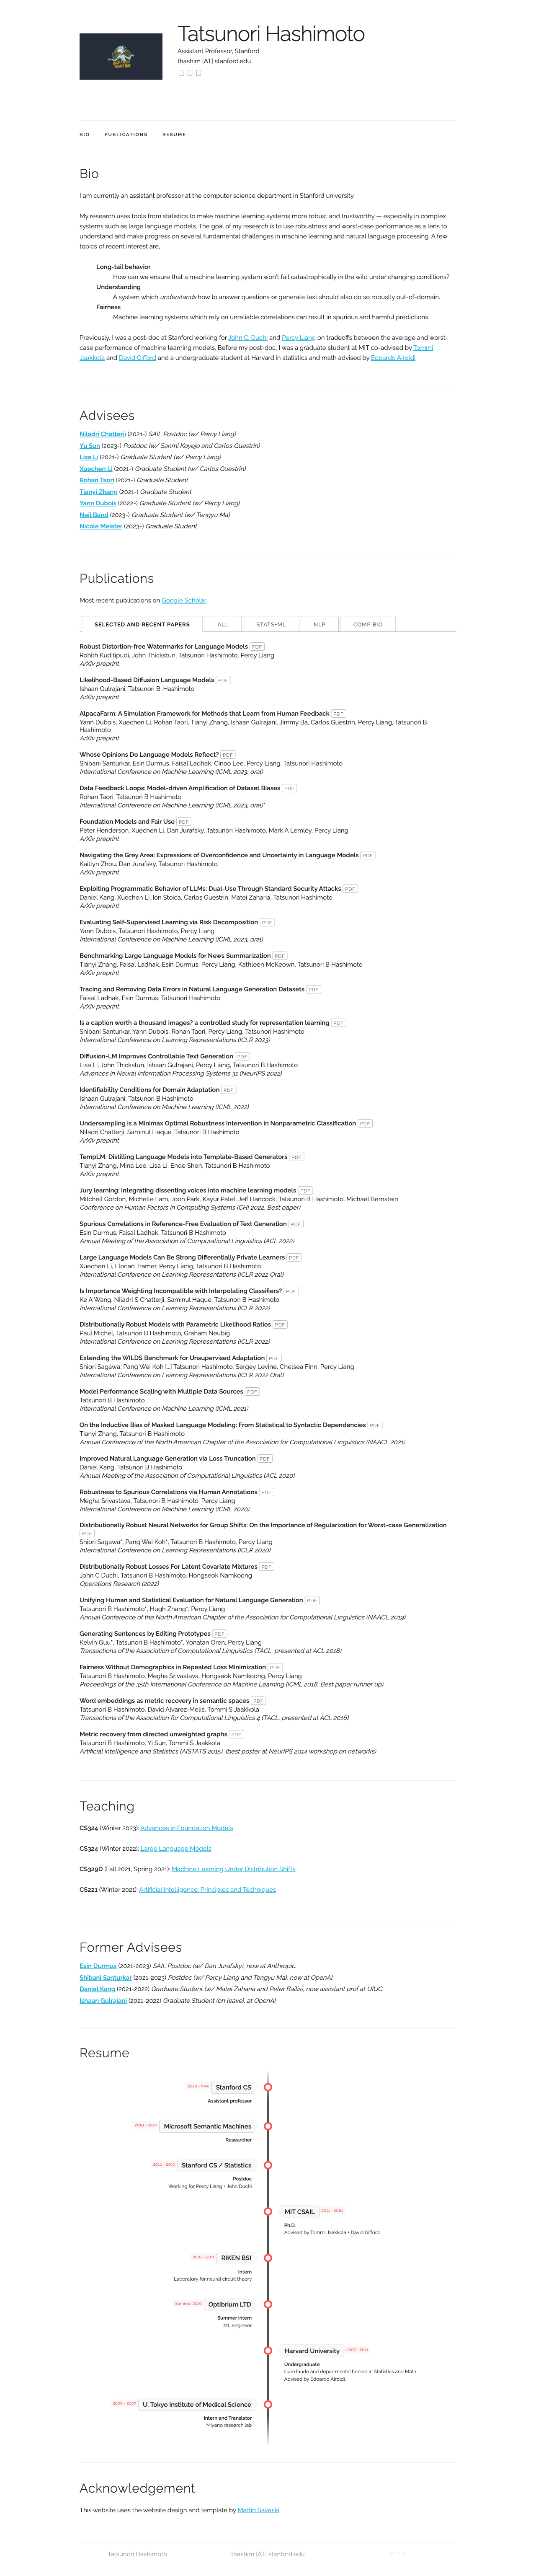 Tatsunori Hashimoto
Assistant Professor, Stanford
thashim [AT] stanford.edu
BIO PUBLICATIONS RESUME
Bio
I am currently an assistant professor at the computer science department in Stanford university.
My research uses tools from statistics to make machine learning systems more robust and trustworthy — especially in complex
systems such as large language models. The goal of my research is to use robustness and worst-case performance as a lens to
understand and make progress on several fundamental challenges in machine learning and natural language processing. A few
topics of recent interest are,
Long-tail behavior
How can we ensure that a machine learning system won't fail catastrophically in the wild under changing conditions?
Understanding
A system which understands how to answer questions or generate text should also do so robustly out-of-domain.
Fairness
Machine learning systems which rely on unreliable correlations can result in spurious and harmful predictions.
Previously, I was a post-doc at Stanford working for John C. Duchi and Percy Liang on tradeoffs between the average and worst-
case performance of machine learning models. Before my post-doc, I was a graduate student at MIT co-advised by Tommi
Jaakkola and David Gifford and a undergraduate student at Harvard in statistics and math advised by Edoardo Airoldi.
Advisees
Niladri Chatterji (2021-) SAIL Postdoc (w/ Percy Liang)
Yu Sun (2023-) Postdoc (w/ Sanmi Koyejo and Carlos Guestrin)
Lisa Li (2021-) Graduate Student (w/ Percy Liang)
Xuechen Li (2021-) Graduate Student (w/ Carlos Guestrin)
Rohan Taori (2021-) Graduate Student
Tianyi Zhang (2021-) Graduate Student
Yann Dubois (2022-) Graduate Student (w/ Percy Liang)
Neil Band (2023-) Graduate Student (w/ Tengyu Ma)
Nicole Meister (2023-) Graduate Student
Publications
Most recent publications on Google Scholar.
SELECTED AND RECENT PAPERS ALL STATS+ML NLP COMP BIO
Robust Distortion-free Watermarks for Language Models PDF
Rohith Kuditipudi, John Thickstun, Tatsunori Hashimoto, Percy Liang
ArXiv preprint
Likelihood-Based Diffusion Language Models PDF
Ishaan Gulrajani, Tatsunori B. Hashimoto
ArXiv preprint
AlpacaFarm: A Simulation Framework for Methods that Learn from Human Feedback PDF
Yann Dubois, Xuechen Li, Rohan Taori, Tianyi Zhang, Ishaan Gulrajani, Jimmy Ba, Carlos Guestrin, Percy Liang, Tatsunori B
Hashimoto
ArXiv preprint
Whose Opinions Do Language Models Reflect? PDF
Shibani Santurkar, Esin Durmus, Faisal Ladhak, Cinoo Lee, Percy Liang, Tatsunori Hashimoto
International Conference on Machine Learning (ICML 2023, oral)
Data Feedback Loops: Model-driven Amplification of Dataset Biases PDF
Rohan Taori, Tatsunori B Hashimoto
International Conference on Machine Learning (ICML 2023, oral)"
Foundation Models and Fair Use PDF
Peter Henderson, Xuechen Li, Dan Jurafsky, Tatsunori Hashimoto, Mark A Lemley, Percy Liang
ArXiv preprint
Navigating the Grey Area: Expressions of Overconfidence and Uncertainty in Language Models PDF
Kaitlyn Zhou, Dan Jurafsky, Tatsunori Hashimoto
ArXiv preprint
Exploiting Programmatic Behavior of LLMs: Dual-Use Through Standard Security Attacks PDF
Daniel Kang, Xuechen Li, Ion Stoica, Carlos Guestrin, Matei Zaharia, Tatsunori Hashimoto
ArXiv preprint
Evaluating Self-Supervised Learning via Risk Decomposition PDF
Yann Dubois, Tatsunori Hashimoto, Percy Liang
International Conference on Machine Learning (ICML 2023, oral)
Benchmarking Large Language Models for News Summarization PDF
Tianyi Zhang, Faisal Ladhak, Esin Durmus, Percy Liang, Kathleen McKeown, Tatsunori B Hashimoto
ArXiv preprint
Tracing and Removing Data Errors in Natural Language Generation Datasets PDF
Faisal Ladhak, Esin Durmus, Tatsunori Hashimoto
ArXiv preprint
Is a caption worth a thousand images? a controlled study for representation learning PDF
Shibani Santurkar, Yann Dubois, Rohan Taori, Percy Liang, Tatsunori Hashimoto
International Conference on Learning Representations (ICLR 2023)
Diffusion-LM Improves Controllable Text Generation PDF
Lisa Li, John Thickstun, Ishaan Gulrajani, Percy Liang, Tatsunori B Hashimoto
Advances in Neural Information Processing Systems 31 (NeurIPS 2022)
Identifiability Conditions for Domain Adaptation PDF
Ishaan Gulrajani, Tatsunori B Hashimoto
International Conference on Machine Learning (ICML 2022)
Undersampling is a Minimax Optimal Robustness Intervention in Nonparametric Classification PDF
Niladri Chatterji, Saminul Haque, Tatsunori B Hashimoto
ArXiv preprint
TempLM: Distilling Language Models into Template-Based Generators PDF
Tianyi Zhang, Mina Lee, Lisa Li, Ende Shen, Tatsunori B Hashimoto
ArXiv preprint
Jury learning: Integrating dissenting voices into machine learning models PDF
Mitchell Gordon, Michelle Lam, Joon Park, Kayur Patel, Jeff Hancock, Tatsunori B Hashimoto, Michael Bernstein
Conference on Human Factors in Computing Systems (CHI 2022, Best paper)
Spurious Correlations in Reference-Free Evaluation of Text Generation PDF
Esin Durmus, Faisal Ladhak, Tatsunori B Hashimoto
Annual Meeting of the Association of Computational Linguistics (ACL 2022)
Large Language Models Can Be Strong Differentially Private Learners PDF
Xuechen Li, Florian Tramer, Percy Liang, Tatsunori B Hashimoto
International Conference on Learning Representations (ICLR 2022 Oral)
Is Importance Weighting Incompatible with Interpolating Classifiers? PDF
Ke A Wang, Niladri S Chatterji, Saminul Haque, Tatsunori B Hashimoto
International Conference on Learning Representations (ICLR 2022)
Distributionally Robust Models with Parametric Likelihood Ratios PDF
Paul Michel, Tatsunori B Hashimoto, Graham Neubig
International Conference on Learning Representations (ICLR 2022)
Extending the WILDS Benchmark for Unsupervised Adaptation PDF
Shiori Sagawa, Pang Wei Koh [...] Tatsunori Hashimoto, Sergey Levine, Chelsea Finn, Percy Liang
International Conference on Learning Representations (ICLR 2022 Oral)
Model Performance Scaling with Multiple Data Sources PDF
Tatsunori B Hashimoto
International Conference on Machine Learning (ICML 2021)
On the Inductive Bias of Masked Language Modeling: From Statistical to Syntactic Dependencies PDF
Tianyi Zhang, Tatsunori B Hashimoto
Annual Conference of the North American Chapter of the Association for Computational Linguistics (NAACL 2021)
Improved Natural Language Generation via Loss Truncation PDF
Daniel Kang, Tatsunori B Hashimoto
Annual Meeting of the Association of Computational Linguistics (ACL 2020)
Robustness to Spurious Correlations via Human Annotations PDF
Megha Srivastava, Tatsunori B Hashimoto, Percy Liang
International Conference on Machine Learning (ICML 2020)
Distributionally Robust Neural Networks for Group Shifts: On the Importance of Regularization for Worst-case Generalization
PDF
Shiori Sagawa*, Pang Wei Koh*, Tatsunori B Hashimoto, Percy Liang
International Conference on Learning Representations (ICLR 2020)
Distributionally Robust Losses For Latent Covariate Mixtures PDF
John C Duchi, Tatsunori B Hashimoto, Hongseok Namkoong
Operations Research (2022)
Unifying Human and Statistical Evaluation for Natural Language Generation PDF
Tatsunori B Hashimoto*, Hugh Zhang*, Percy Liang
Annual Conference of the North American Chapter of the Association for Computational Linguistics (NAACL 2019)
Generating Sentences by Editing Prototypes PDF
Kelvin Guu*, Tatsunori B Hashimoto*, Yonatan Oren, Percy Liang
Transactions of the Association of Computational Linguistics (TACL, presented at ACL 2018)
Fairness Without Demographics in Repeated Loss Minimization PDF
Tatsunori B Hashimoto, Megha Srivastava, Hongseok Namkoong, Percy Liang
Proceedings of the 35th International Conference on Machine Learning (ICML 2018, Best paper runner up)
Word embeddings as metric recovery in semantic spaces PDF
Tatsunori B Hashimoto, David Alvarez-Melis, Tommi S Jaakkola
Transactions of the Association for Computational Linguistics 4 (TACL, presented at ACL 2016)
Metric recovery from directed unweighted graphs PDF
Tatsunori B Hashimoto, Yi Sun, Tommi S Jaakkola
Artificial Intelligence and Statistics (AISTATS 2015), (best poster at NeurIPS 2014 workshop on networks)
Teaching
CS324 (Winter 2023): Advances in Foundation Models
CS324 (Winter 2022): Large Language Models
CS329D (Fall 2021, Spring 2021): Machine Learning Under Distribution Shifts
CS221 (Winter 2021): Artificial Intelligence: Principles and Techniques
Former Advisees
Esin Durmus (2021-2023) SAIL Postdoc (w/ Dan Jurafsky), now at Anthropic.
Shibani Santurkar (2021-2023) Postdoc (w/ Percy Liang and Tengyu Ma), now at OpenAI.
Daniel Kang (2021-2022) Graduate Student (w/ Matei Zaharia and Peter Bailis), now assistant prof at UIUC.
Ishaan Gulrajani (2021-2022) Graduate Student (on leave), at OpenAI
Resume
2020 - now Stanford CS
Assistant professor
2019 - 2020 Microsoft Semantic Machines
Researcher
2016 - 2019 Stanford CS / Statistics
Postdoc
Working for Percy Liang + John Duchi
MIT CSAIL 2011 - 2016
Ph.D.
Advised by Tommi Jaakkola + David Gifford
2007 - 2011 RIKEN BSI
Intern
Laboratory for neural circuit theory
Summer 2010 Optibrium LTD
Summer Intern
ML engineer
Harvard University 2007 - 2011
Undergraduate
Cum laude and departmental honors in Statistics and Math.
Advised by Edoardo Airoldi.
2006 - 2007 U. Tokyo Institute of Medical Science
Intern and Translator
Miyano research lab
Acknowledgement
This website uses the website design and template by Martin Saveski
Tatsunori Hashimoto thashim [AT] stanford.edu